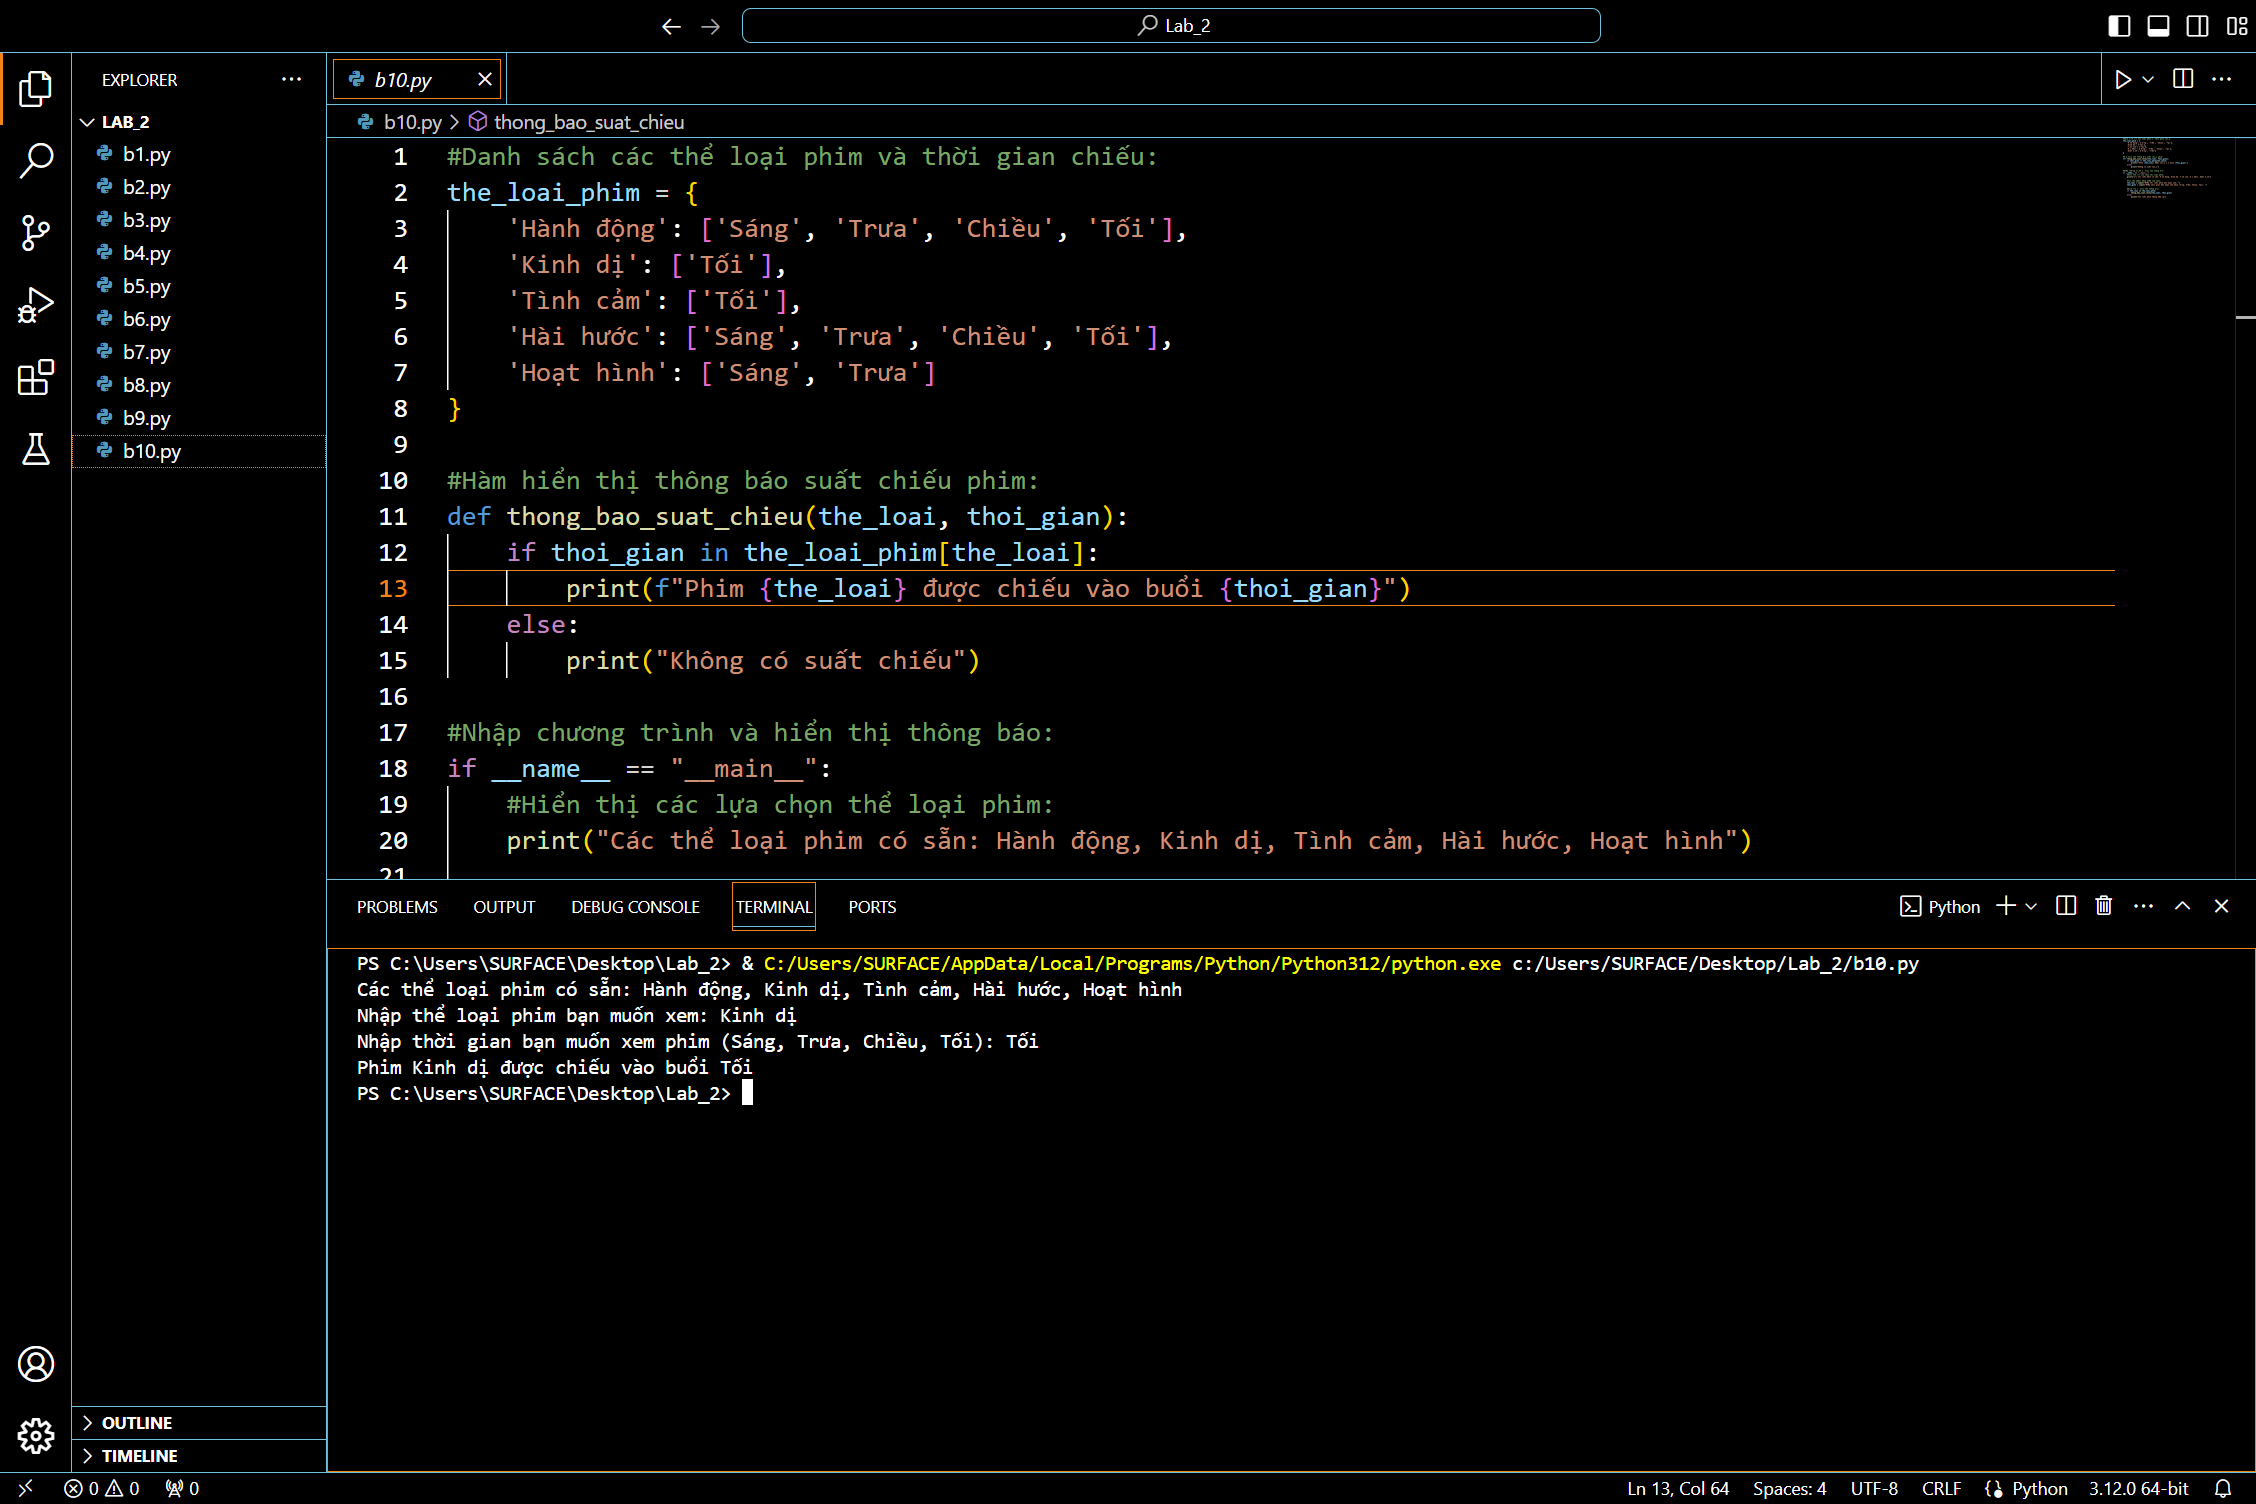 Lab_2
EXPLORER
LAB_2
b1.py
b2.py
b3.py
b4.py
b5.py
b6.py
b7.py
b8.py
b9.py
b10.py
OUTLINE
TIMELINE
b10.py
b10.py > thong_bao_suat_chieu
1 #Danh sách các thể loại phim và thời gian chiếu:
2 the_loai_phim = {
3     'Hành động': ['Sáng', 'Trưa', 'Chiều', 'Tối'],
4     'Kinh dị': ['Tối'],
5     'Tình cảm': ['Tối'],
6     'Hài hước': ['Sáng', 'Trưa', 'Chiều', 'Tối'],
7     'Hoạt hình': ['Sáng', 'Trưa']
8 }
9
10 #Hàm hiển thị thông báo suất chiếu phim:
11 def thong_bao_suat_chieu(the_loai, thoi_gian):
12     if thoi_gian in the_loai_phim[the_loai]:
13         print(f"Phim {the_loai} được chiếu vào buổi {thoi_gian}")
14     else:
15         print("Không có suất chiếu")
16
17 #Nhập chương trình và hiển thị thông báo:
18 if __name__ == "__main__":
19     #Hiển thị các lựa chọn thể loại phim:
20     print("Các thể loại phim có sẵn: Hành động, Kinh dị, Tình cảm, Hài hước, Hoạt hình")
21
PROBLEMS OUTPUT DEBUG CONSOLE TERMINAL PORTS Python
PS C:\Users\SURFACE\Desktop\Lab_2> & C:/Users/SURFACE/AppData/Local/Programs/Python/Python312/python.exe c:/Users/SURFACE/Desktop/Lab_2/b10.py
Các thể loại phim có sẵn: Hành động, Kinh dị, Tình cảm, Hài hước, Hoạt hình
Nhập thể loại phim bạn muốn xem: Kinh dị
Nhập thời gian bạn muốn xem phim (Sáng, Trưa, Chiều, Tối): Tối
Phim Kinh dị được chiếu vào buổi Tối
PS C:\Users\SURFACE\Desktop\Lab_2>
0 0 0 Ln 13, Col 64 Spaces: 4 UTF-8 CRLF Python 3.12.0 64-bit